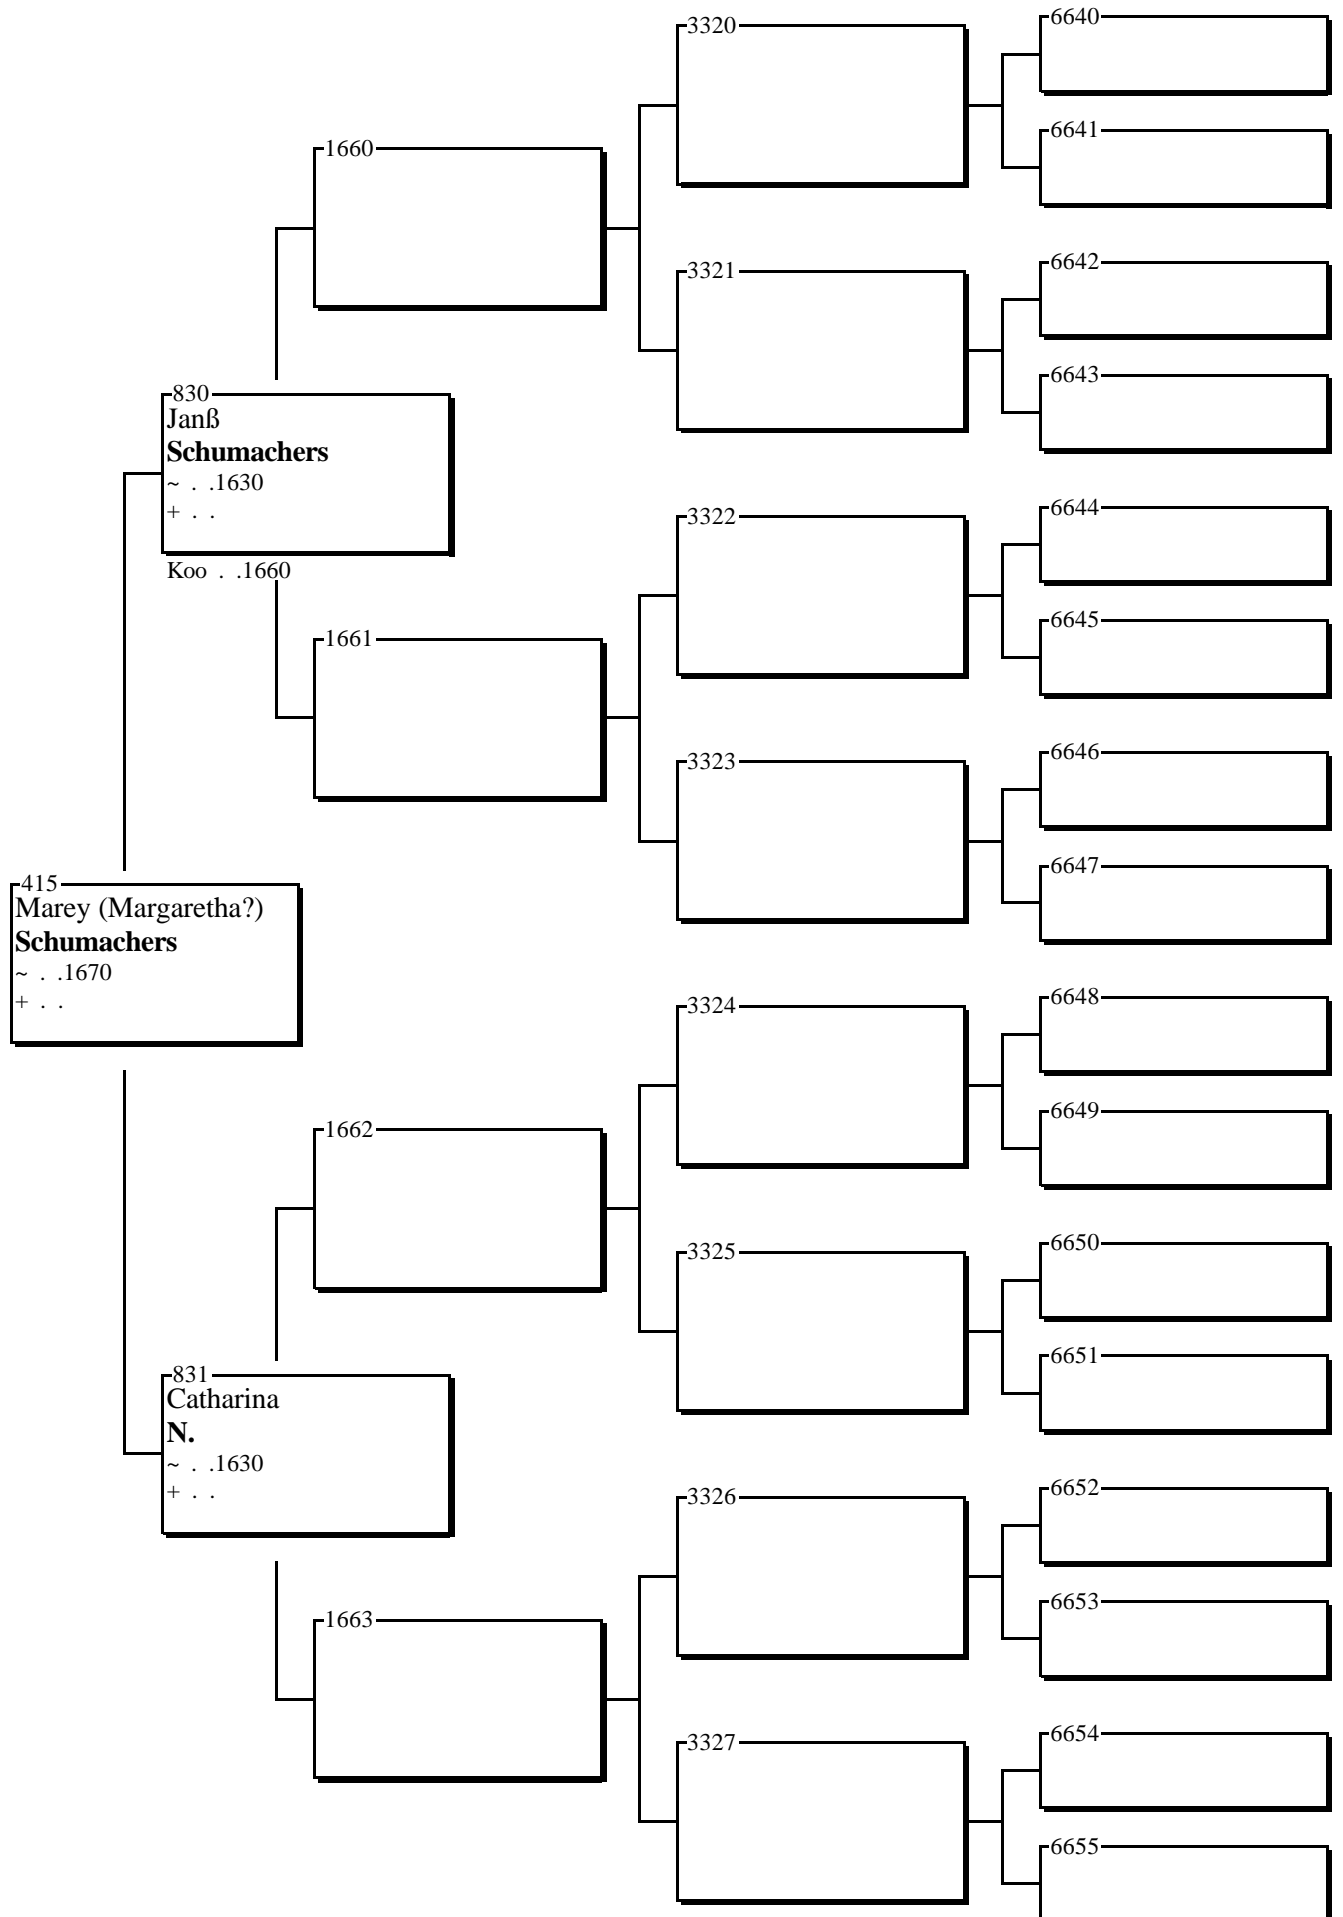 3320
6640
6641
1660
3321
6642
6643
830
Janß
Schumachers
~ . .1630
+ . .
Koo . .1660
3322
6644
6645
1661
3323
6646
6647
415
Marey (Margaretha?)
Schumachers
~ . .1670
+ . .
3324
6648
6649
1662
3325
6650
6651
831
Catharina
N.
~ . .1630
+ . .
3326
6652
6653
1663
3327
6654
6655